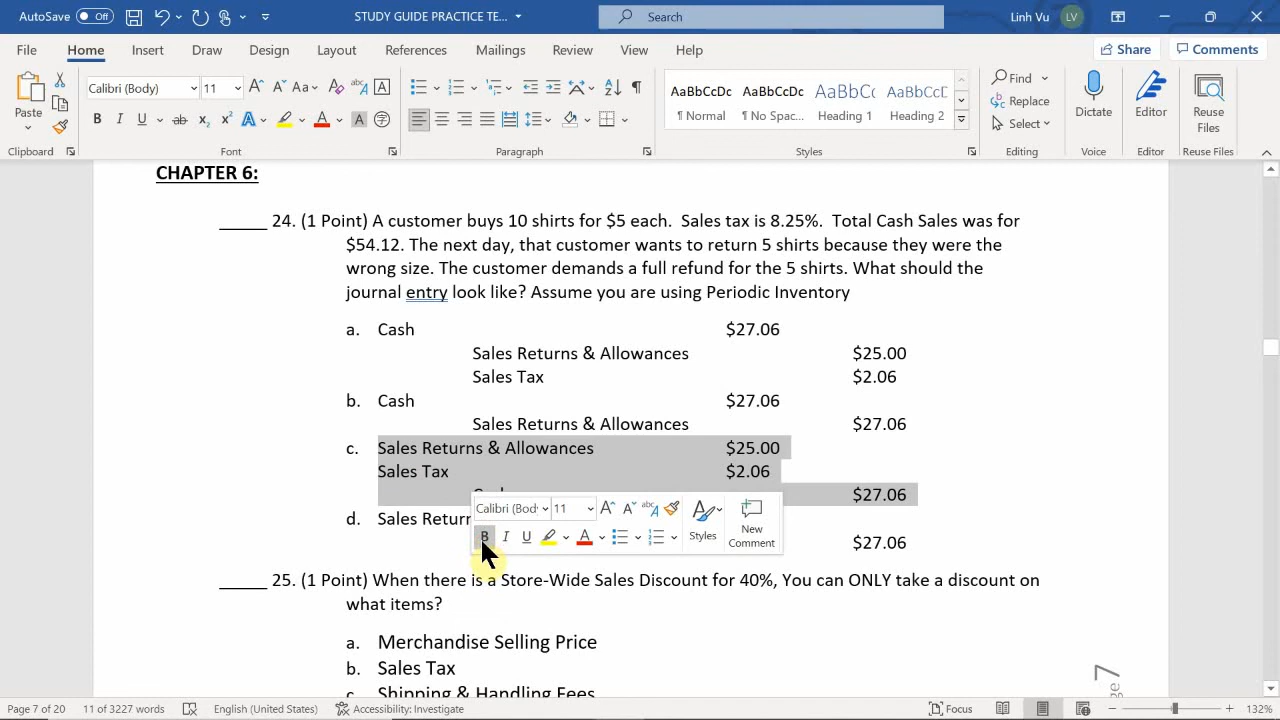 AutoSave Off STUDY GUIDE PRACTICE TE... Search Linh Vu LV
File Home Insert Draw Design Layout References Mailings Review View Help Share Comments
Paste Calibri (Body) 11 AaBbCcDc AaBbCcDc AaBbCc AaBbCcE Find Replace Select Dictate Editor Reuse Files
¶ Normal ¶ No Spac... Heading 1 Heading 2
Clipboard Font Paragraph Styles Editing Voice Editor Reuse Files
CHAPTER 6:
______ 24. (1 Point) A customer buys 10 shirts for $5 each. Sales tax is 8.25%. Total Cash Sales was for
$54.12. The next day, that customer wants to return 5 shirts because they were the
wrong size. The customer demands a full refund for the 5 shirts. What should the
journal entry look like? Assume you are using Periodic Inventory
a. Cash $27.06
Sales Returns & Allowances $25.00
Sales Tax $2.06
b. Cash $27.06
Sales Returns & Allowances $27.06
c. Sales Returns & Allowances $25.00
Sales Tax $2.06
$27.06
Calibri (Bod 11 Styles New Comment
d. Sales Return
B I U
$27.06
______ 25. (1 Point) When there is a Store-Wide Sales Discount for 40%, You can ONLY take a discount on
what items?
a. Merchandise Selling Price
b. Sales Tax
c. Shipping & Handling Fees
Page 7 of 20 11 of 3227 words English (United States) Accessibility: Investigate Focus 132%